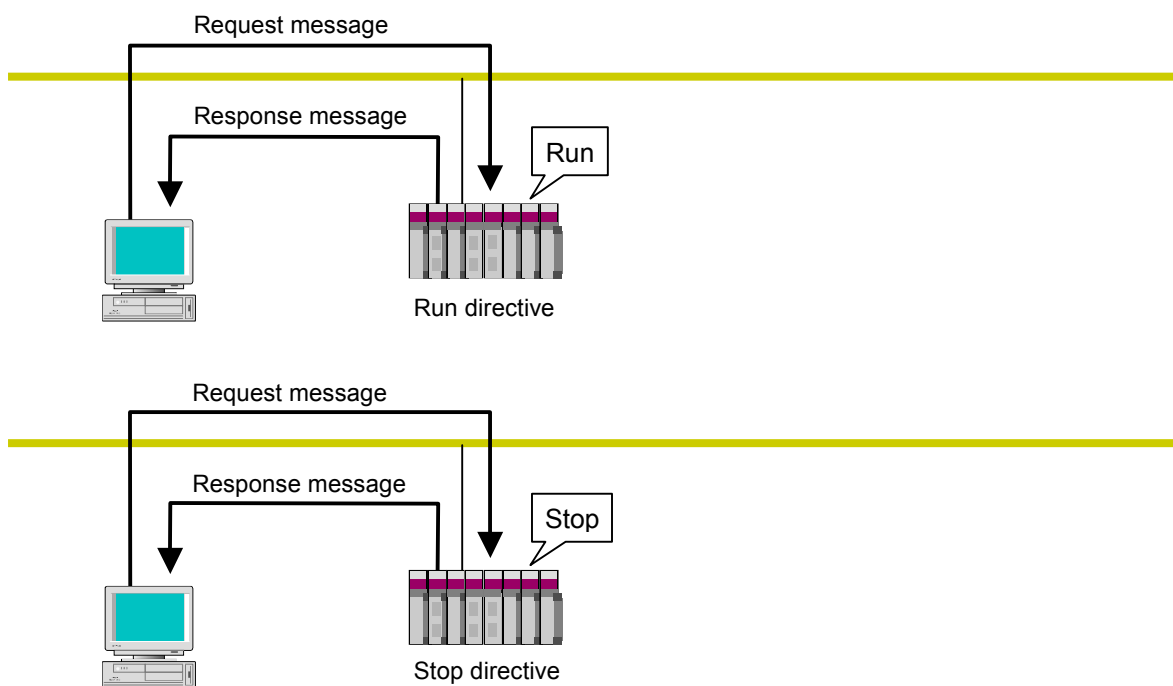 Request message
Response message
Run
Run directive
Request message
Response message
Stop
Stop directive